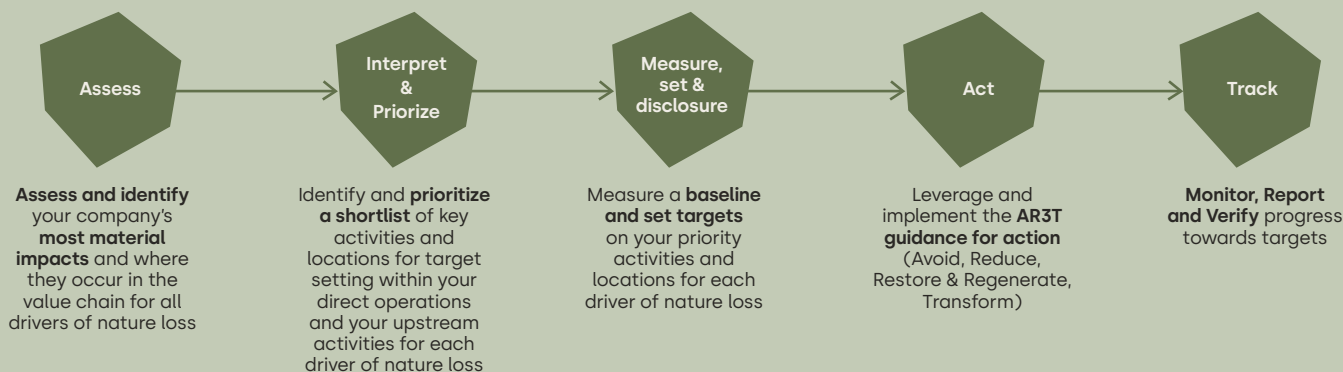 Assess
Interpret
&
Priorize
Measure,
set &
disclosure
Act
Track
Assess and identify
your company's
most material
impacts and where
they occur in the
value chain for all
drivers of nature loss
Identify and prioritize
a shortlist of key
activities and
locations for target
setting within your
direct operations
and your upstream
activities for each
driver of nature loss
Measure a baseline
and set targets
on your priority
activities and
locations for each
driver of nature loss
Leverage and
implement the AR3T
guidance for action
(Avoid, Reduce,
Restore & Regenerate,
Transform)
Monitor, Report
and Verify progress
towards targets